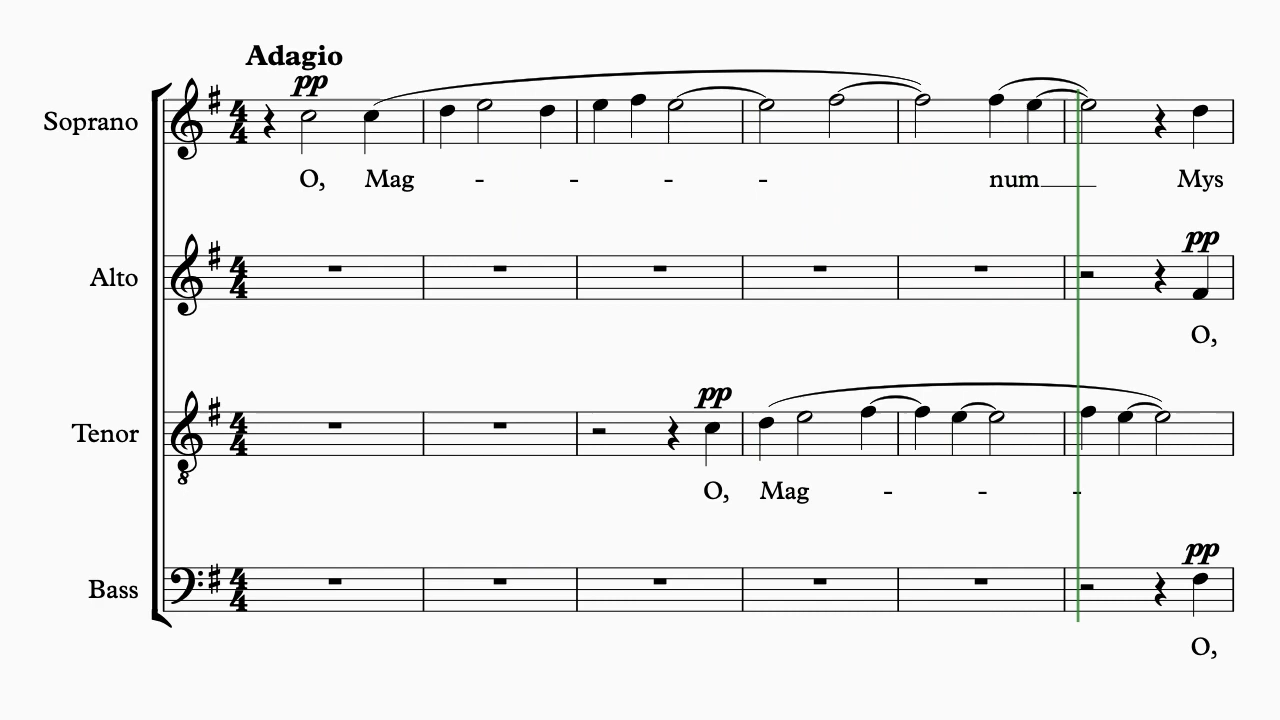 Adagio
pp
Soprano
O, Mag - - - - num Mys
pp
Alto
O,
pp
Tenor
O, Mag - - -
pp
Bass
O,